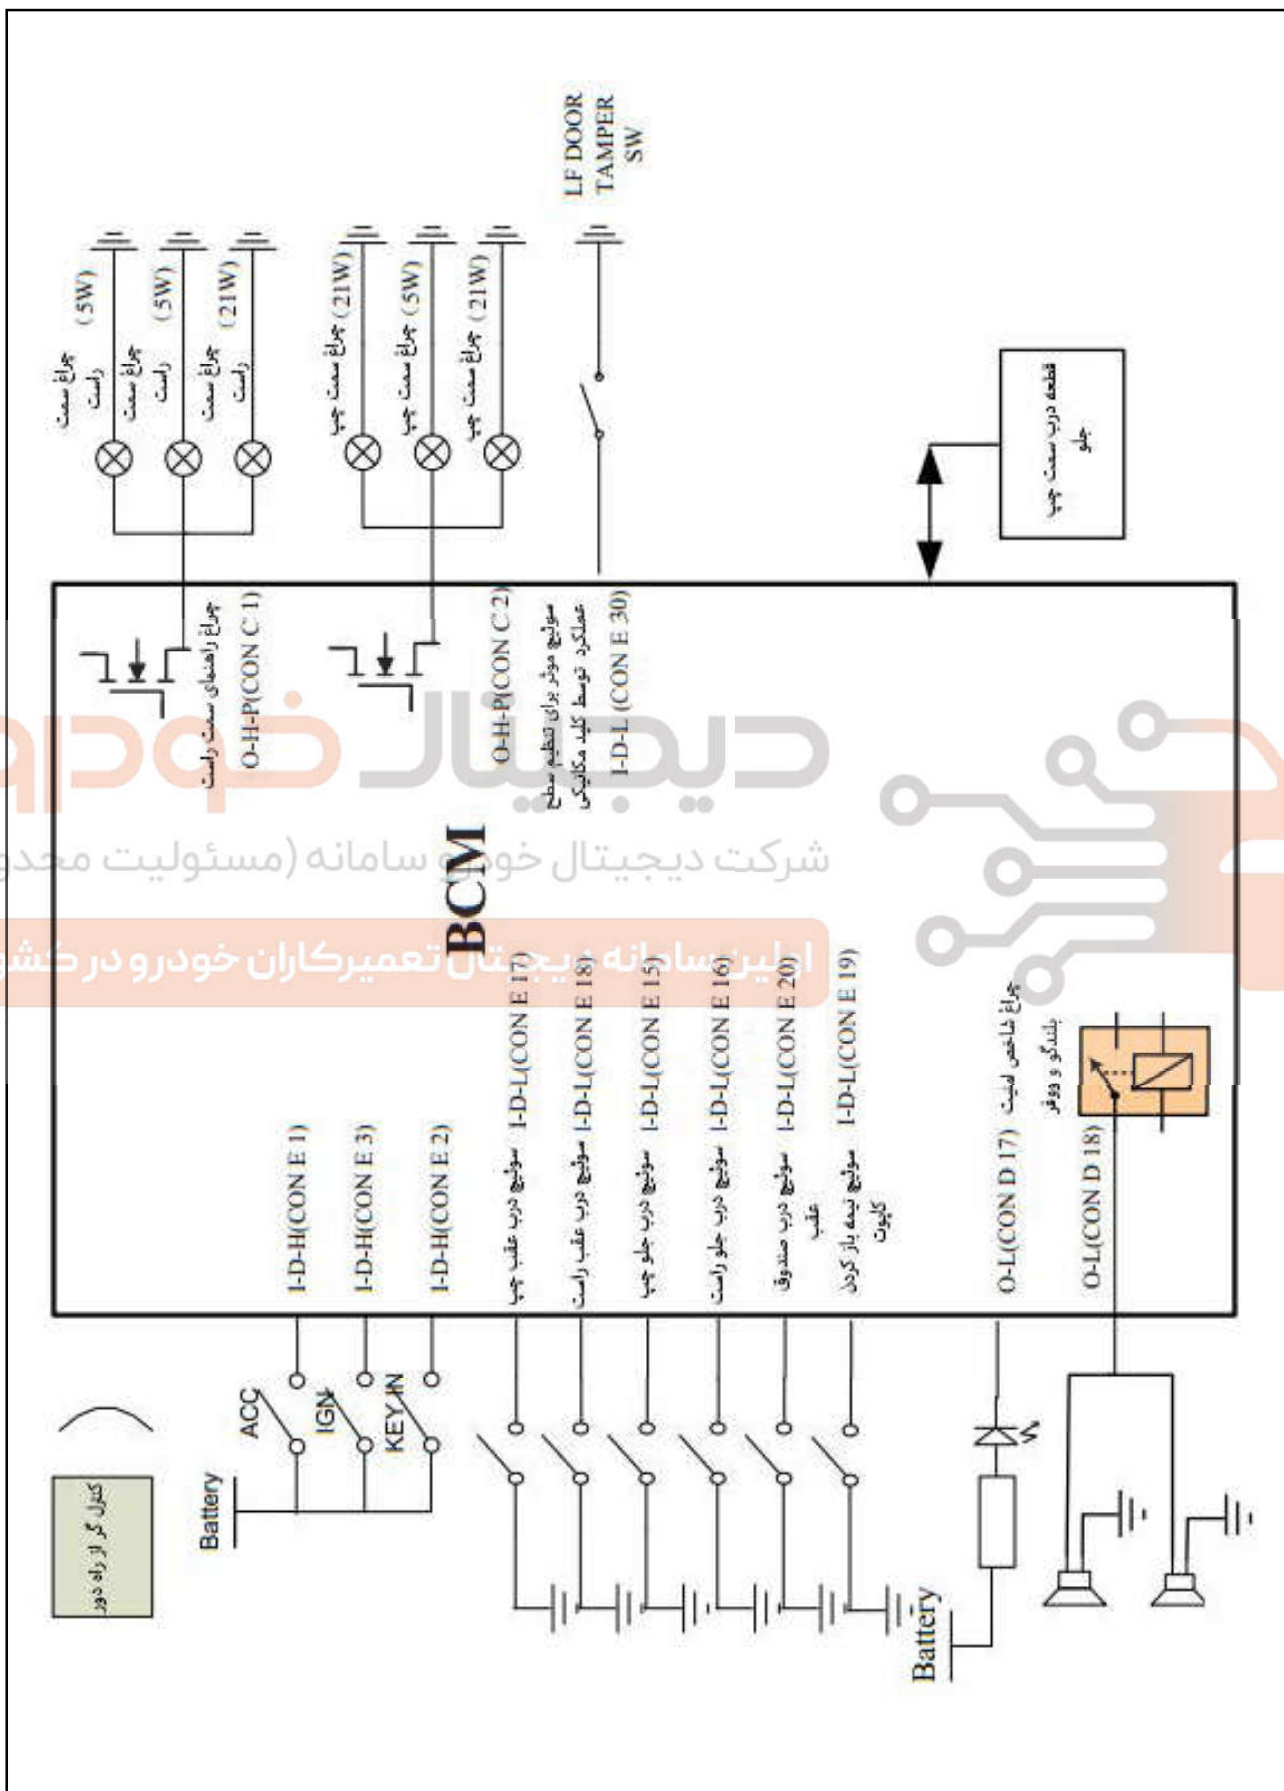 کنترل گر از راه دور
Battery
ACC
IGN
KEY IN
I-D-H(CON E 1)
I-D-H(CON E 3)
I-D-H(CON E 2)
سوئیچ درب عقب چپ I-D-L(CON E 17)
سوئیچ درب عقب راست I-D-L(CON E 18)
سوئیچ درب جلو چپ I-D-L(CON E 15)
سوئیچ درب جلو راست I-D-L(CON E 16)
سوئیچ درب صندوق I-D-L(CON E 20)
عقب
سوئیچ نیمه باز کردن I-D-L(CON E 19)
کاپوت
Battery
O-L(CON D 17) چراغ شاخص امنیت
بلندگو و ووفر
O-L(CON D 18)
BCM
چراغ راهنمای سمت راست
O-H-P(CON C 1)
O-H-P(CON C 2)
سوئیچ موثر برای تنظیم سطح
عملکرد توسط کلید مکانیکی
I-D-L (CON E 30)
چراغ سمت
راست
(5W)
چراغ سمت
راست
(5W)
چراغ سمت
راست
(21W)
چراغ سمت چپ (21W)
چراغ سمت چپ (5W)
چراغ سمت چپ (21W)
LF DOOR
TAMPER
SW
قطعه درب سمت چپ
جلو
دیجیتال خودرو
شرکت دیجیتال خودرو سامانه (مسئولیت محدو
اولین سامانه دیجیتال تعمیرکاران خودرو در کشو